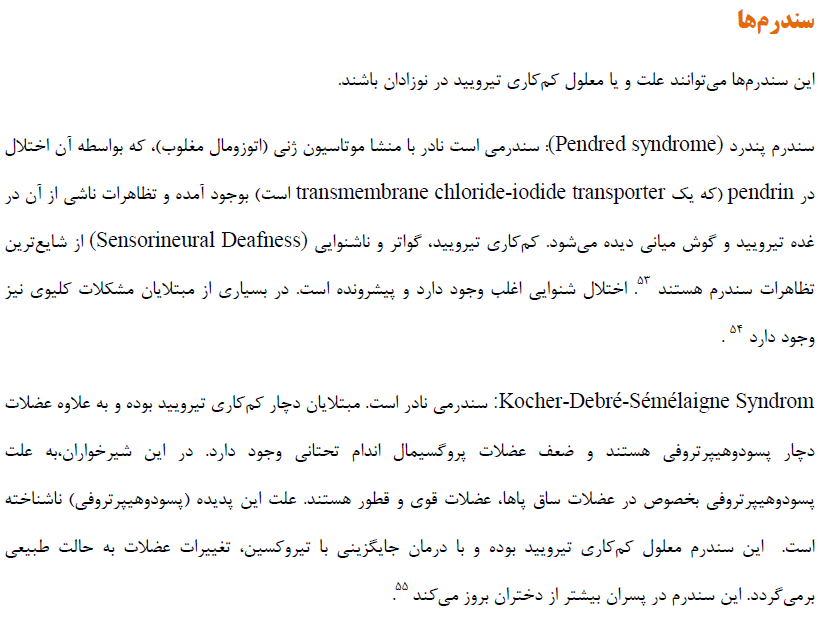 سندرم‌ها
این سندرم‌ها می‌توانند علت و یا معلول کم‌کاری تیرویید در نوزادان باشند.
سندرم پندرد (Pendred syndrome): سندرمی است نادر با منشا موتاسیون ژنی (اتوزومال مغلوب)، که بواسطه آن اختلال
در pendrin (که یک transmembrane chloride-iodide transporter است) بوجود آمده و تظاهرات ناشی از آن در
غده تیرویید و گوش میانی دیده می‌شود. کم‌کاری تیرویید، گواتر و ناشنوایی (Sensorineural Deafness) از شایع‌ترین
تظاهرات سندرم هستند ۵۳. اختلال شنوایی اغلب وجود دارد و پیشرونده است. در بسیاری از مبتلایان مشکلات کلیوی نیز
وجود دارد ۵۴ .
Kocher-Debré-Sémélaigne Syndrom: سندرمی نادر است. مبتلایان دچار کم‌کاری تیرویید بوده و به علاوه عضلات
دچار پسودوهیپرتروفی هستند و ضعف عضلات پروگسیمال اندام تحتانی وجود دارد. در این شیرخواران،به علت
پسودوهیپرتروفی بخصوص در عضلات ساق پاها، عضلات قوی و قطور هستند. علت این پدیده (پسودوهیپرتروفی) ناشناخته
است. این سندرم معلول کم‌کاری تیرویید بوده و با درمان جایگزینی با تیروکسین، تغییرات عضلات به حالت طبیعی
برمی‌گردد. این سندرم در پسران بیشتر از دختران بروز می‌کند ۵۵.